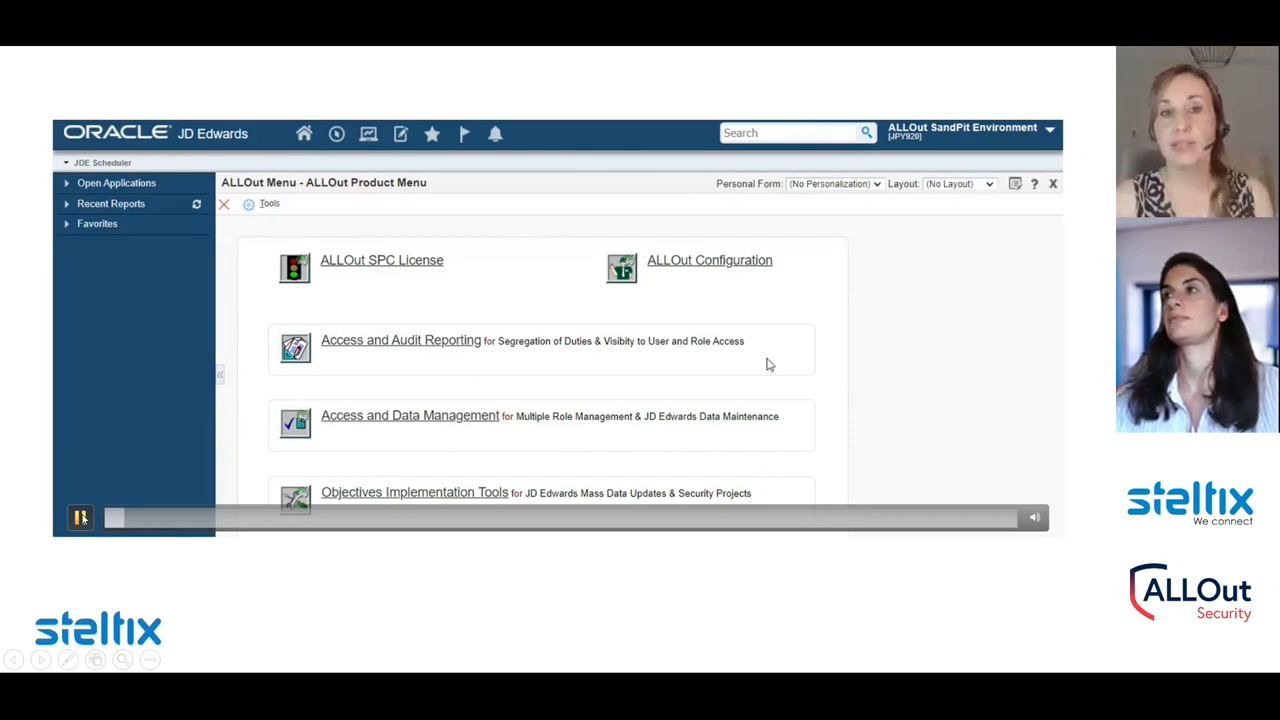 ORACLE JD Edwards
Search
ALLOut SandPit Environment
[JPY920]
JDE Scheduler
Open Applications
Recent Reports
Favorites
ALLOut Menu - ALLOut Product Menu
Personal Form: (No Personalization) Layout: (No Layout)
Tools
ALLOut SPC License
ALLOut Configuration
Access and Audit Reporting for Segregation of Duties & Visibity to User and Role Access
Access and Data Management for Multiple Role Management & JD Edwards Data Maintenance
Objectives Implementation Tools for JD Edwards Mass Data Updates & Security Projects
steltix
We connect
ALLOut
Security
steltix